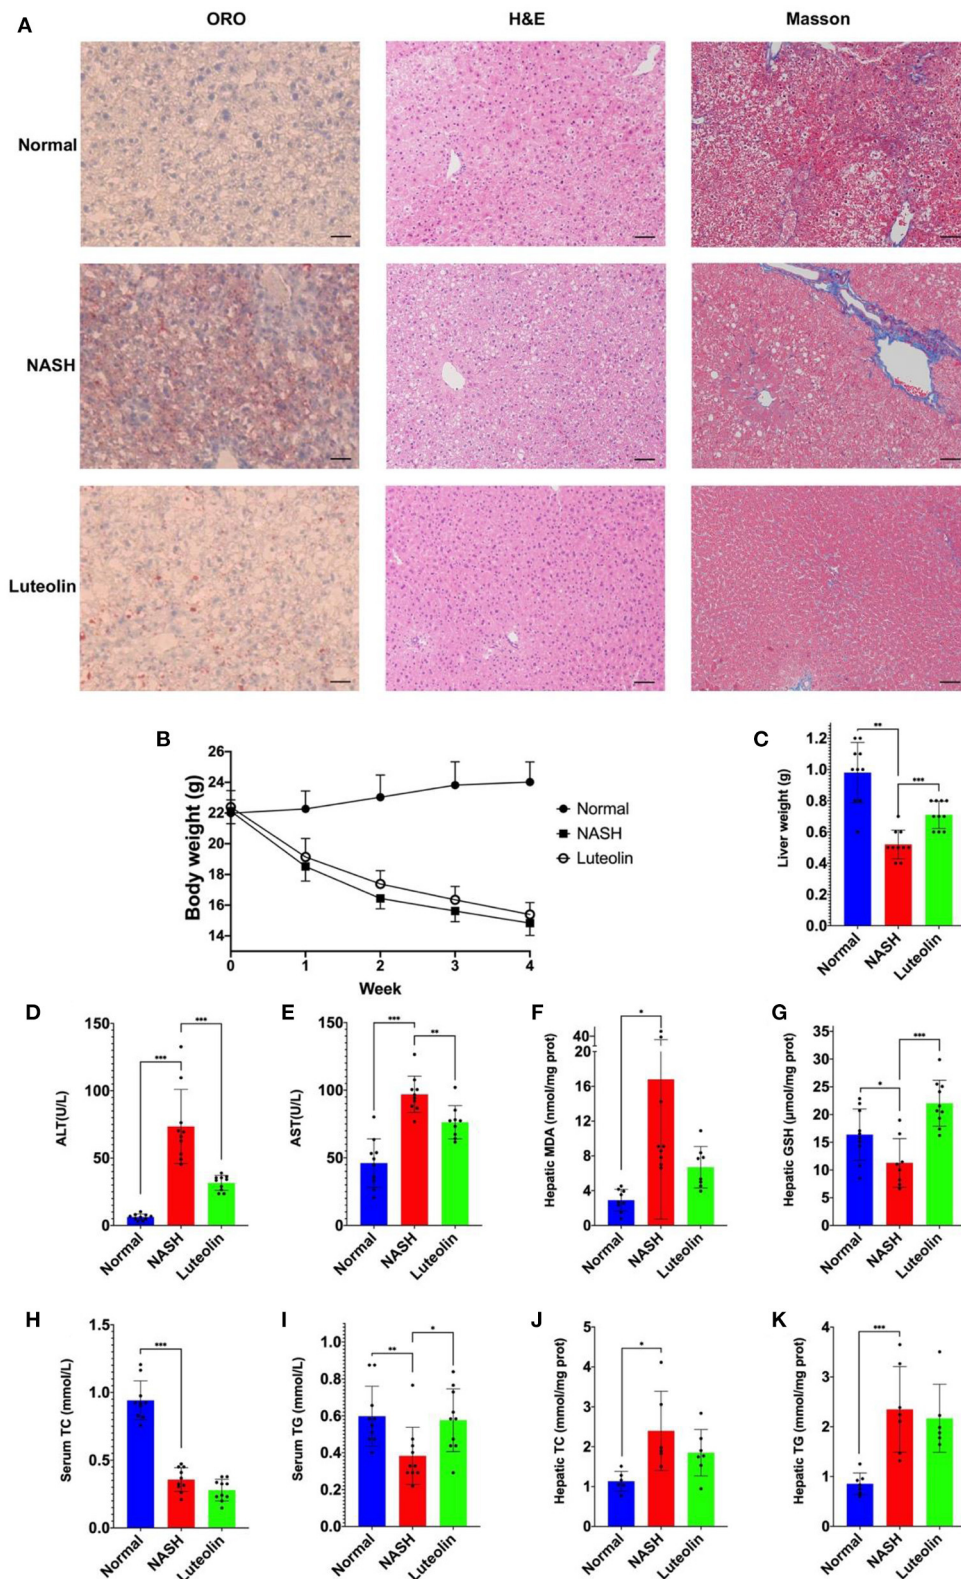 A
ORO
H&E
Masson
Normal
NASH
Luteolin
B
Body weight (g)
26
24
22
20
18
16
14
0
1
2
3
4
Week
Normal
NASH
Luteolin
C
Liver weight (g)
1.2
1.0
0.8
0.6
0.4
0.2
0.0
**
***
Normal
NASH
Luteolin
D
ALT(U/L)
150
100
50
0
***
***
Normal
NASH
Luteolin
E
AST(U/L)
150
100
50
0
***
**
Normal
NASH
Luteolin
F
Hepatic MDA (nmol/mg prot)
40
20
16
12
8
4
0
*
Normal
NASH
Luteolin
G
Hepatic GSH (μmol/mg prot)
35
30
25
20
15
10
5
0
*
***
Normal
NASH
Luteolin
H
Serum TC (mmol/L)
1.5
1.0
0.5
0.0
***
Normal
NASH
Luteolin
I
Serum TG (mmol/L)
1.0
0.8
0.6
0.4
0.2
0.0
**
*
Normal
NASH
Luteolin
J
Hepatic TC (mmol/mg prot)
5
4
3
2
1
0
*
Normal
NASH
Luteolin
K
Hepatic TG (mmol/mg prot)
4
3
2
1
0
***
Normal
NASH
Luteolin